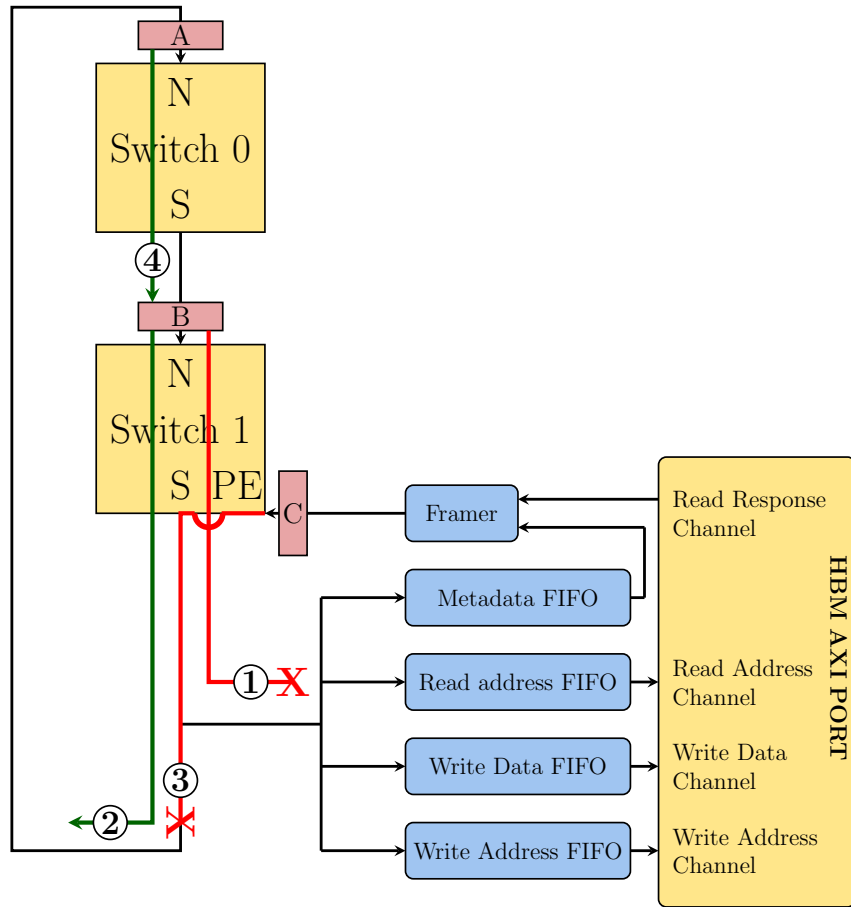 A
N
Switch 0
S
4
B
N
Switch 1
S PE
C
Framer
Read Response
Channel
Metadata FIFO
1
X
Read address FIFO
Read Address
Channel
HBM AXI PORT
3
Write Data FIFO
Write Data
Channel
2
X
Write Address FIFO
Write Address
Channel